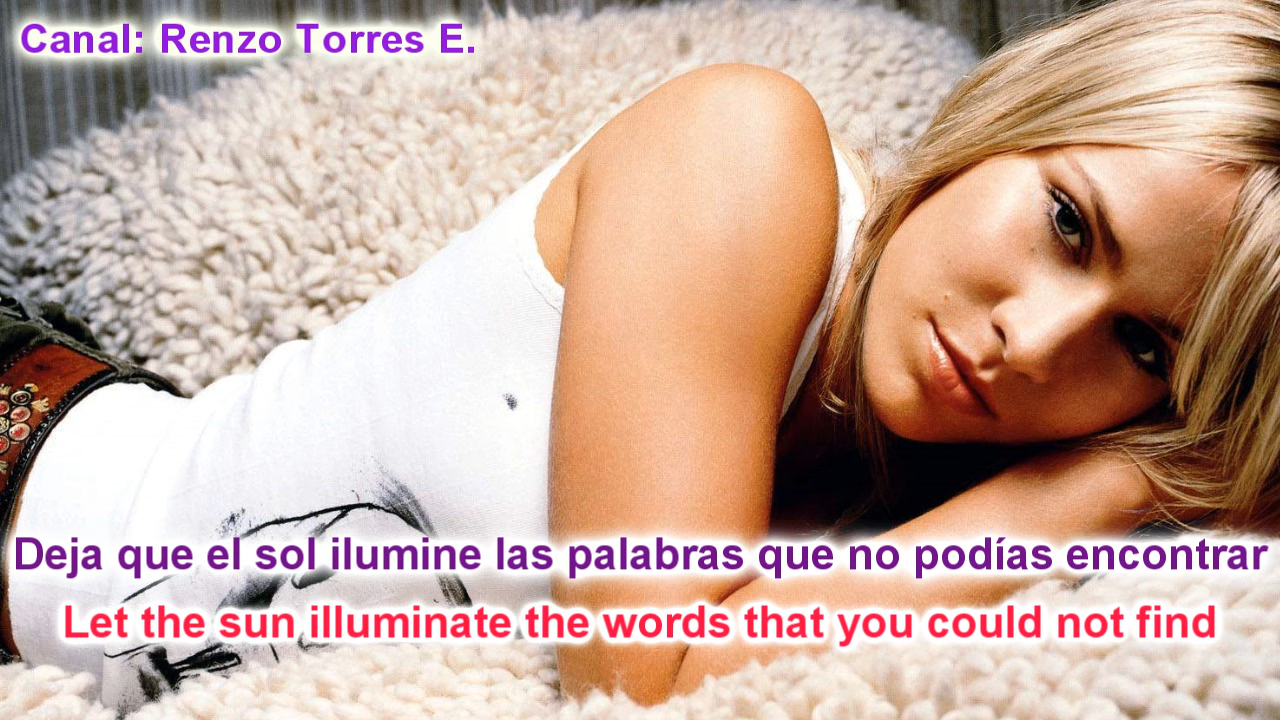 Canal: Renzo Torres E.
Deja que el sol ilumine las palabras que no podías encontrar
Let the sun illuminate the words that you could not find